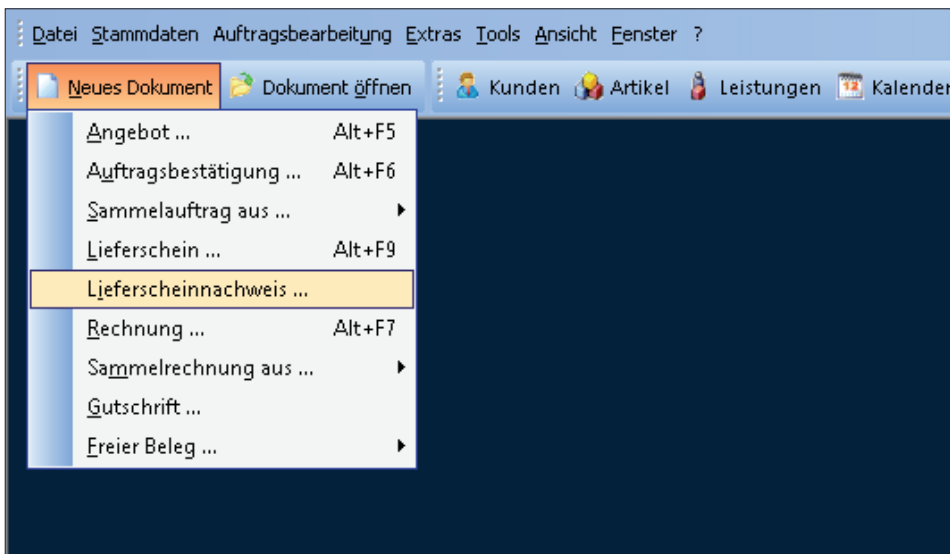 Datei Stammdaten Auftragsbearbeitung Extras Tools Ansicht Fenster ?
Neues Dokument Dokument öffnen Kunden Artikel Leistungen 12 Kalender
Angebot ... Alt+F5
Auftragsbestätigung ... Alt+F6
Sammelauftrag aus ...
Lieferschein ... Alt+F9
Lieferscheinnachweis ...
Rechnung ... Alt+F7
Sammelrechnung aus ...
Gutschrift ...
Freier Beleg ...